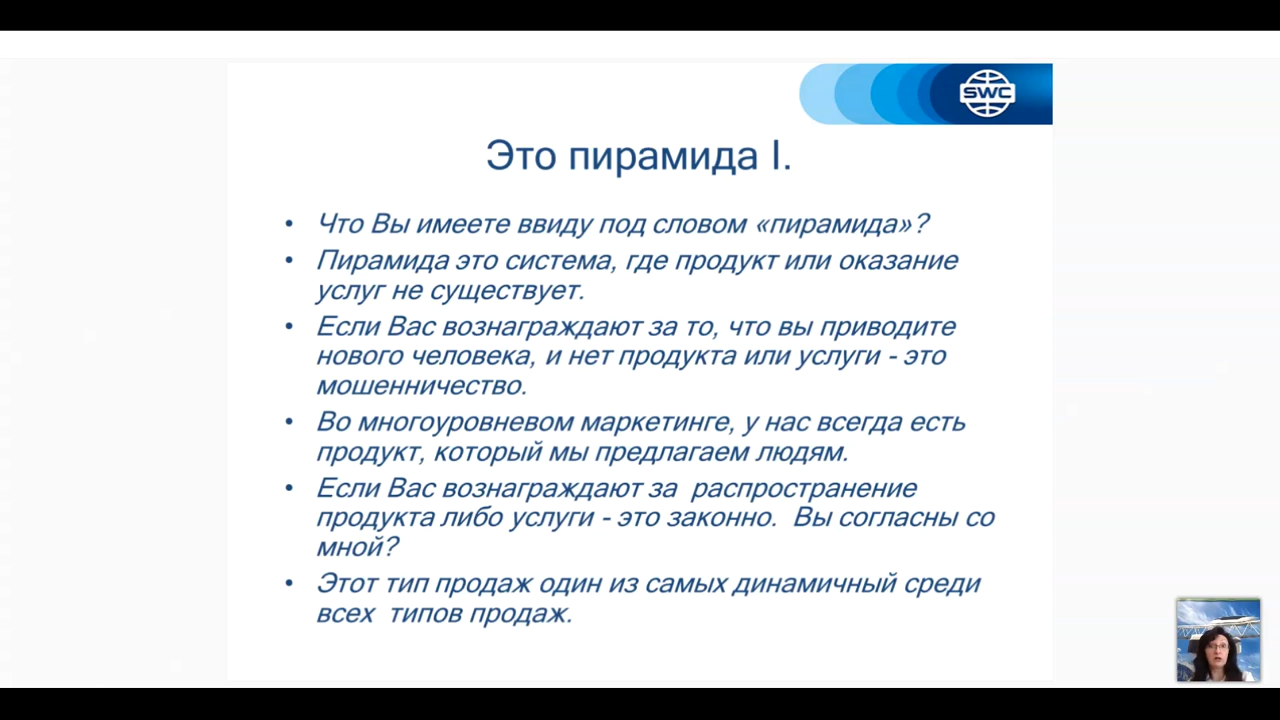 SWC
Это пирамида I.
• Что Вы имеете ввиду под словом «пирамида»?
• Пирамида это система, где продукт или оказание
услуг не существует.
• Если Вас вознаграждают за то, что вы приводите
нового человека, и нет продукта или услуги - это
мошенничество.
• Во многоуровневом маркетинге, у нас всегда есть
продукт, который мы предлагаем людям.
• Если Вас вознаграждают за  распространение
продукта либо услуги - это законно.  Вы согласны со
мной?
• Этот тип продаж один из самых динамичный среди
всех  типов продаж.